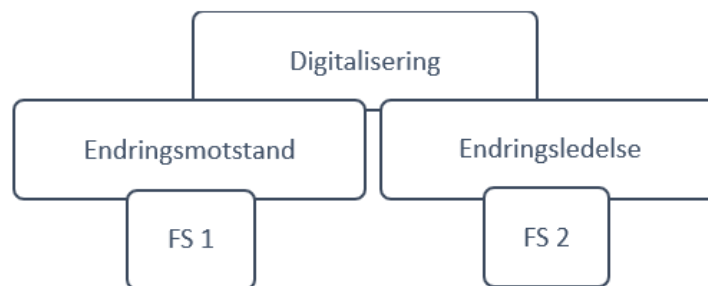 Digitalisering
Endringsmotstand
Endringsledelse
FS 1
FS 2